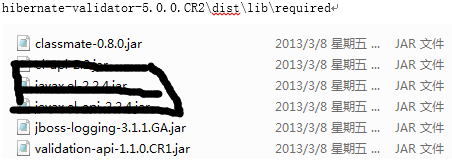 hibernate-validator-5.0.0.CR2\dist\lib\required↵
classmate-0.8.0.jar 2013/3/8 星期五 ... JAR 文件
2013/3/8 星期五 ... JAR 文件
javax.el-2.2.4.jar 2013/3/8 星期五 ... JAR 文件
javax.el-api-2.2.4.jar 2013/3/8 星期五 ... JAR 文件
jboss-logging-3.1.1.GA.jar 2013/3/8 星期五 ... JAR 文件
validation-api-1.1.0.CR1.jar 2013/3/8 星期五 ... JAR 文件